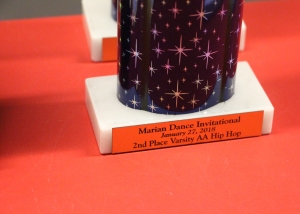 Marian Dance Invitational
January 27, 2018
2nd Place Varsity AA Hip Hop